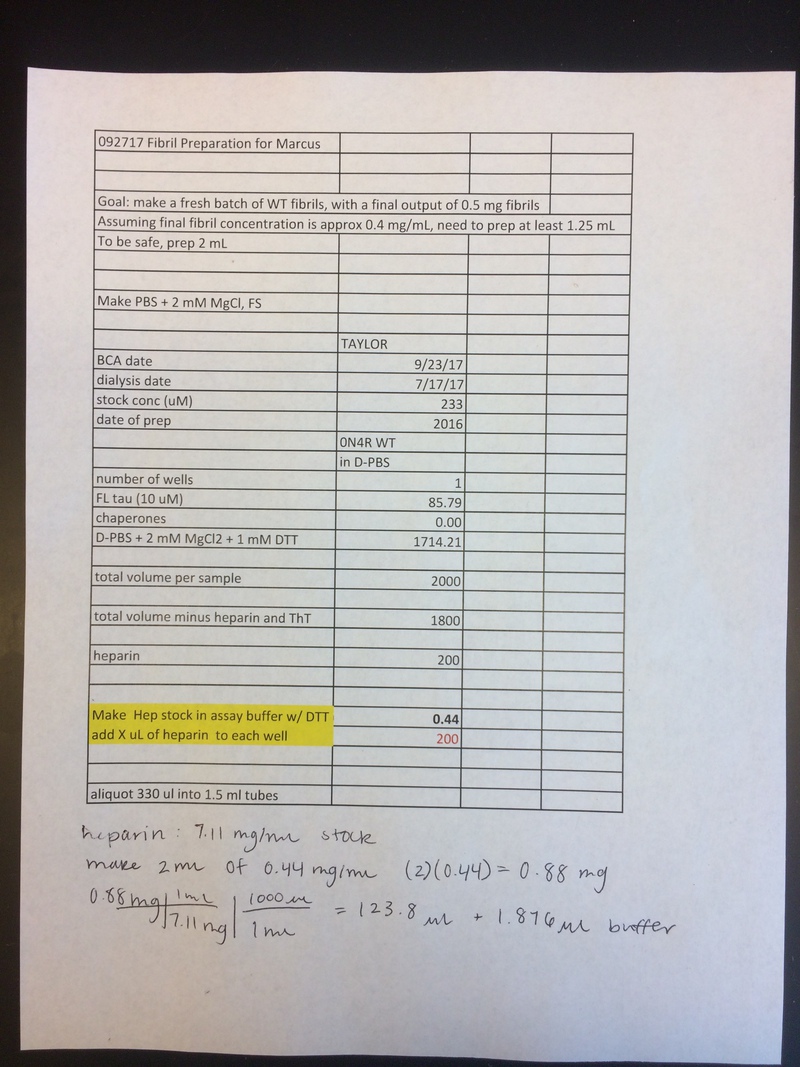 092717 Fibril Preparation for Marcus
Goal: make a fresh batch of WT fibrils, with a final output of 0.5 mg fibrils
Assuming final fibril concentration is approx 0.4 mg/mL, need to prep at least 1.25 mL
To be safe, prep 2 mL
Make PBS + 2 mM MgCl, FS
TAYLOR
BCA date 9/23/17
dialysis date 7/17/17
stock conc (uM) 233
date of prep 2016
0N4R WT
in D-PBS
number of wells 1
FL tau (10 uM) 85.79
chaperones 0.00
D-PBS + 2 mM MgCl2 + 1 mM DTT 1714.21
total volume per sample 2000
total volume minus heparin and ThT 1800
heparin 200
Make Hep stock in assay buffer w/ DTT 0.44
add X uL of heparin to each well 200
aliquot 330 ul into 1.5 ml tubes
heparin : 7.11 mg/ml stock
make 2 ml of 0.44 mg/ml (2)(0.44) = 0.88 mg
0.88 mg | 1 ml / 7.11 mg | 1000 ul / 1 ml = 123.8 ul + 1.876 ul buffer